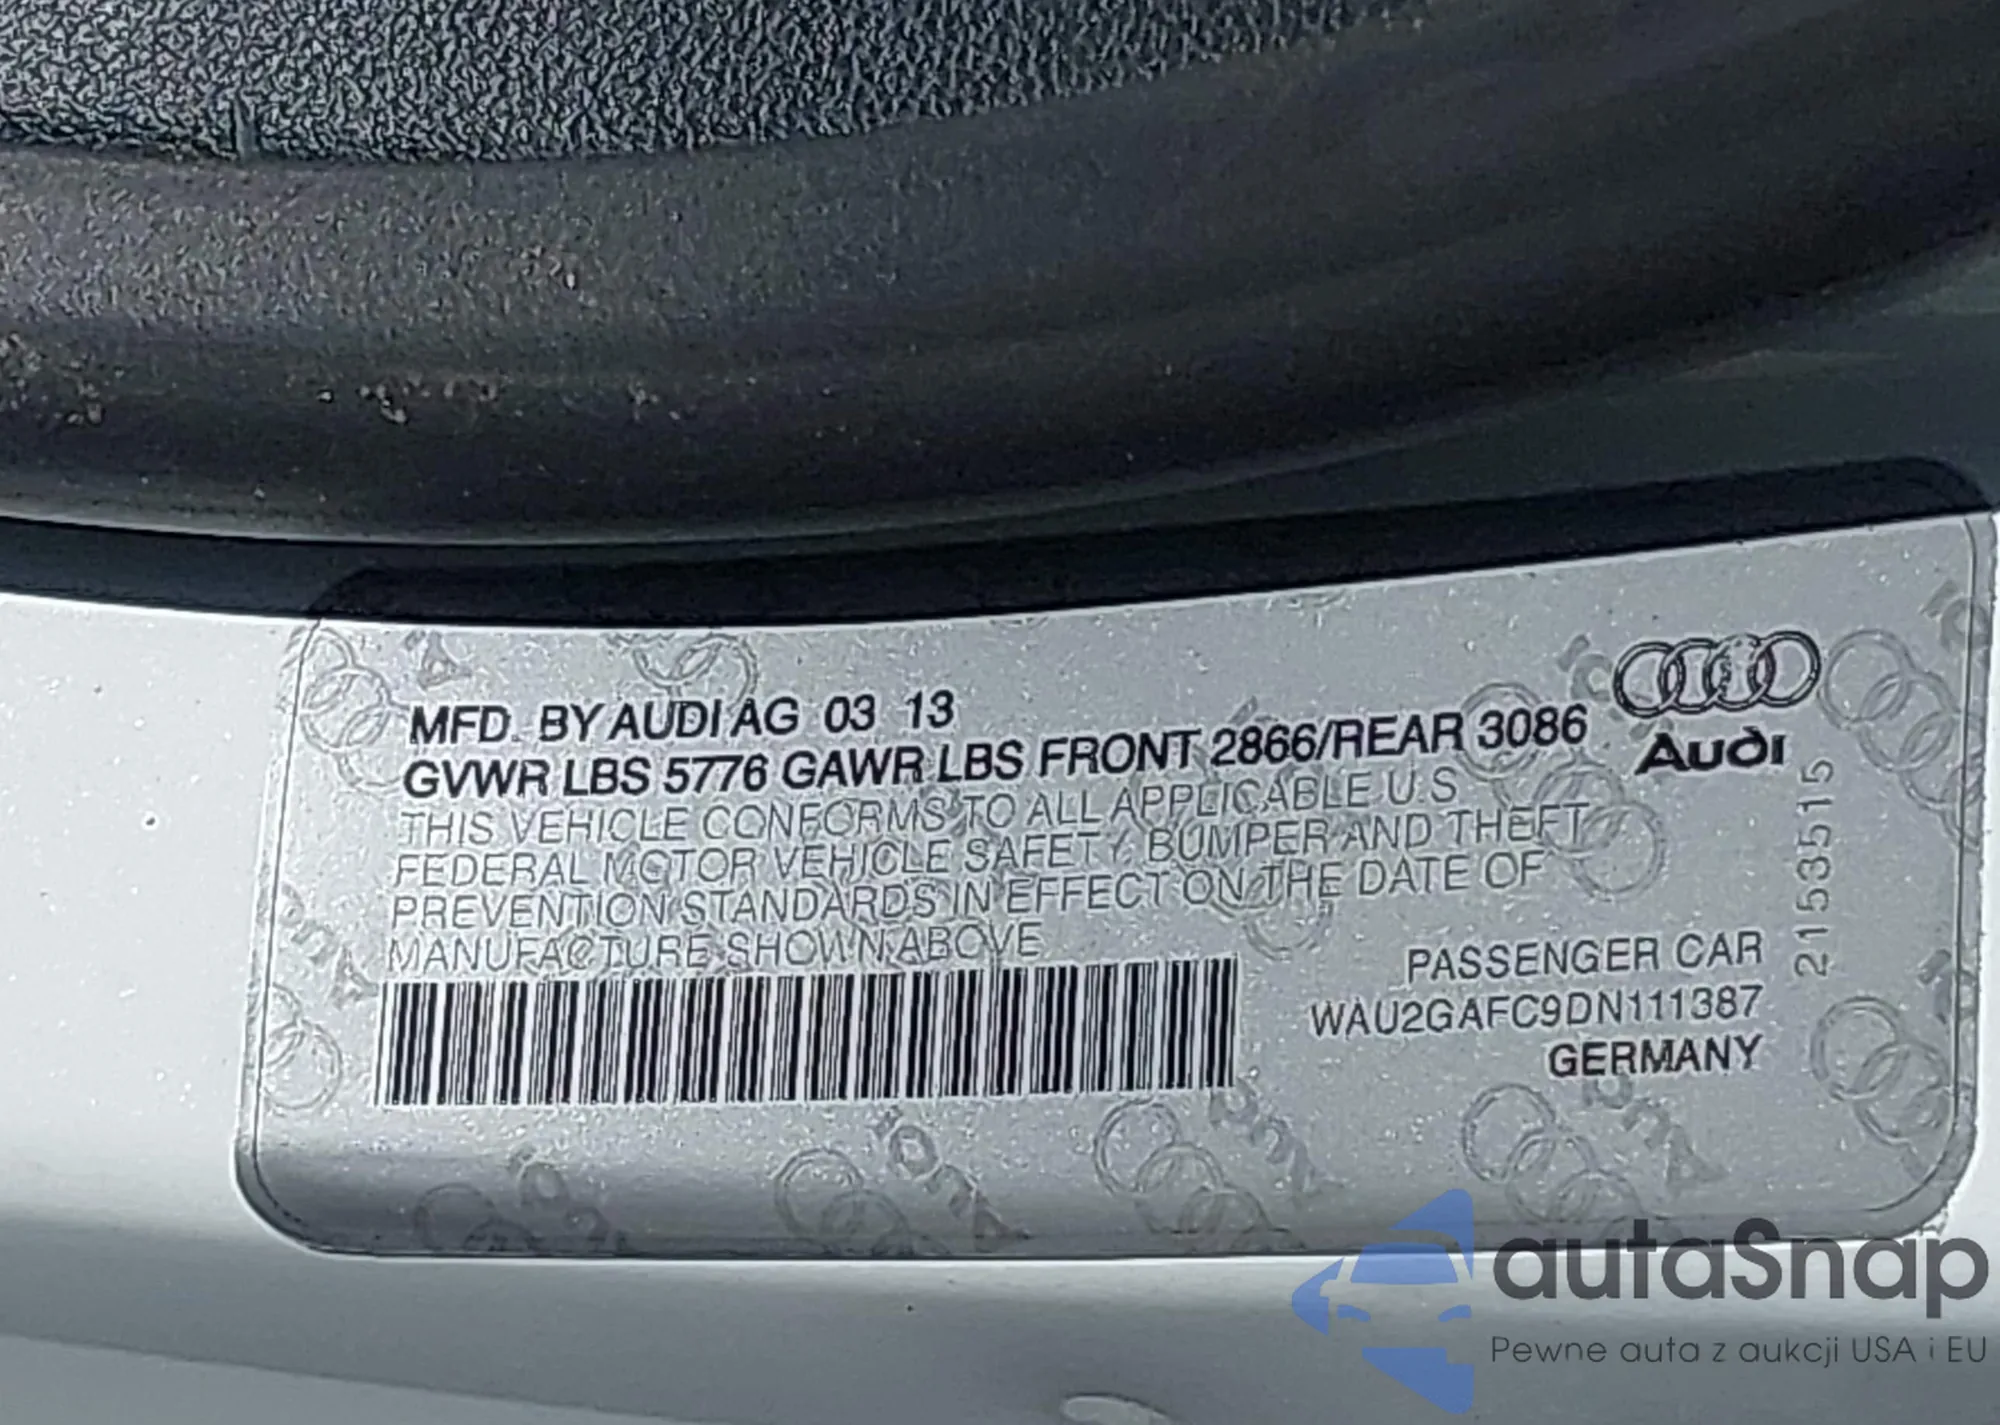 MFD. BY AUDI AG 03 13
GVWR LBS 5776 GAWR LBS FRONT 2866/REAR 3086
THIS VEHICLE CONFORMS TO ALL APPLICABLE U.S
FEDERAL MOTOR VEHICLE SAFETY, BUMPER AND THEFT
PREVENTION STANDARDS IN EFFECT ON THE DATE OF
MANUFACTURE SHOWN ABOVE
Audi
2153515
PASSENGER CAR
WAU2GAFC9DN111387
GERMANY
autaSnap
Pewne auta z aukcji USA i EU